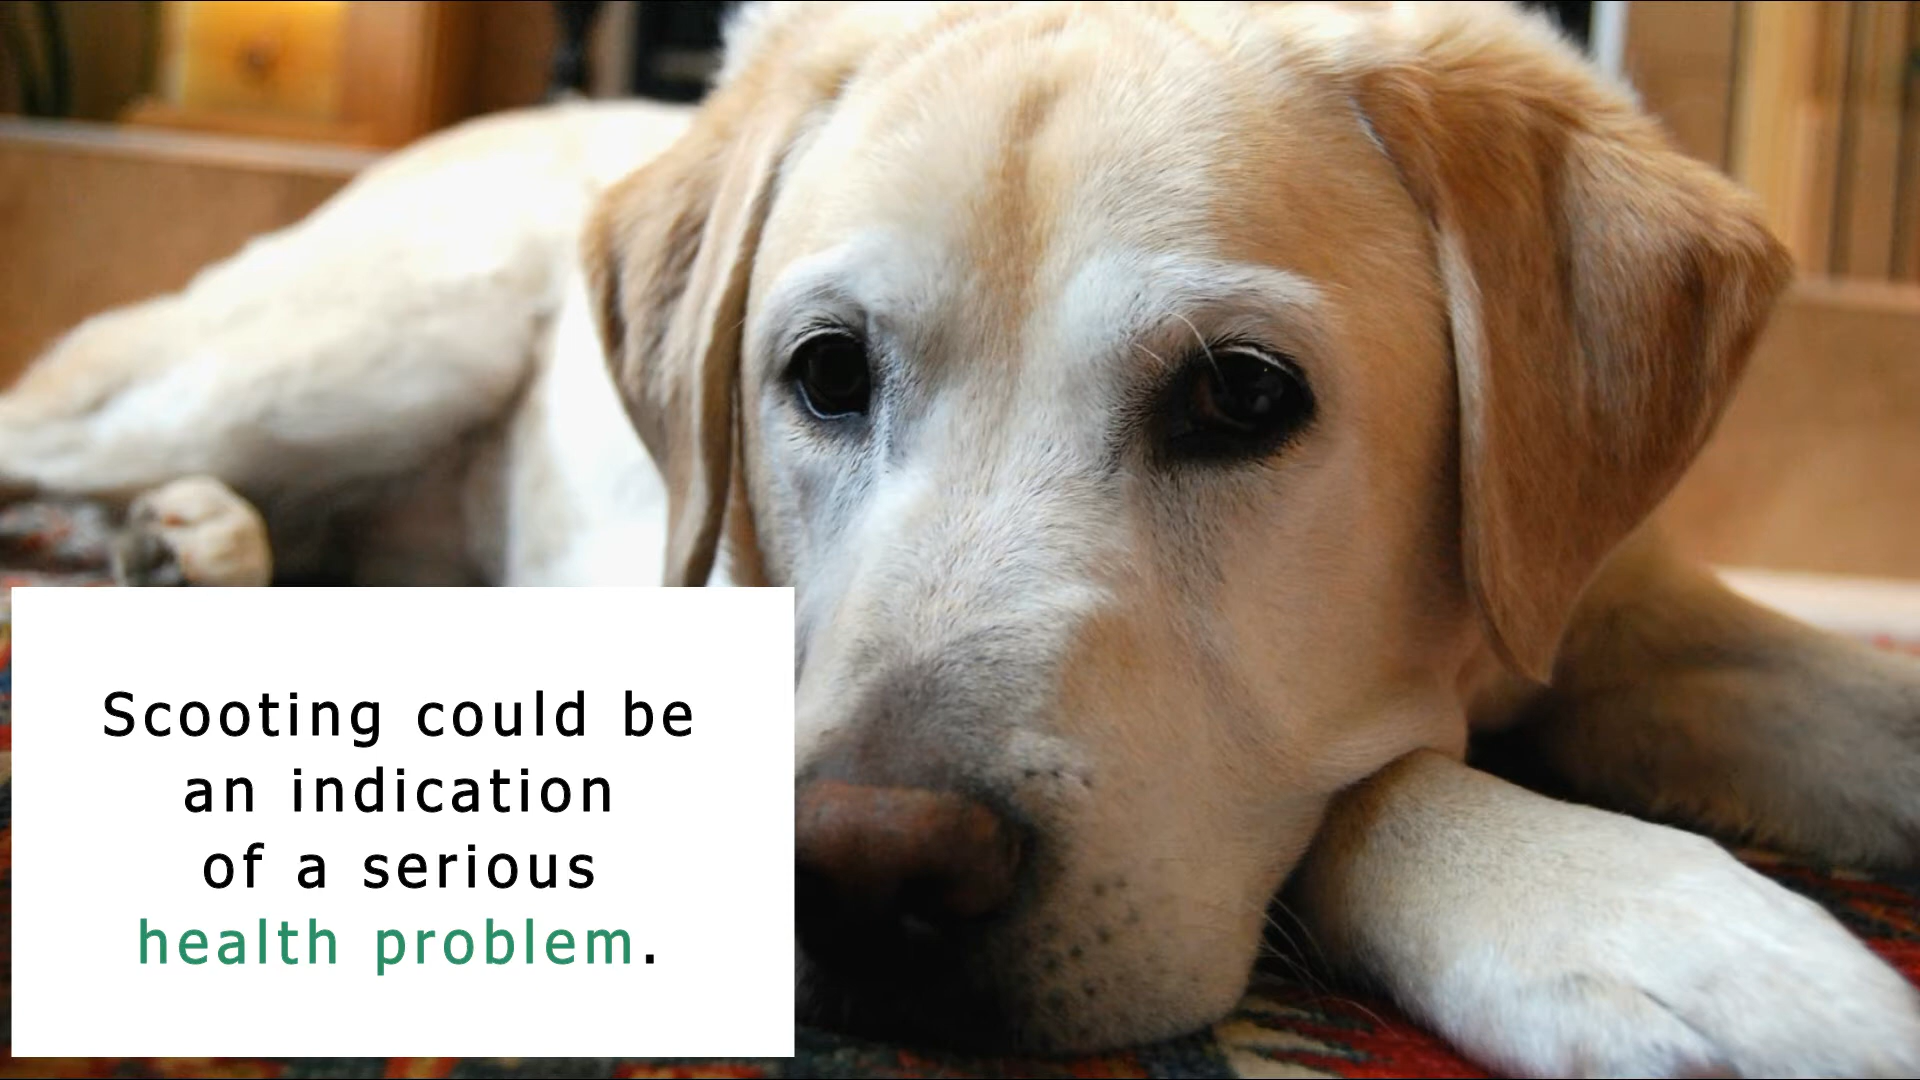 Scooting could be
an indication
of a serious
health problem.